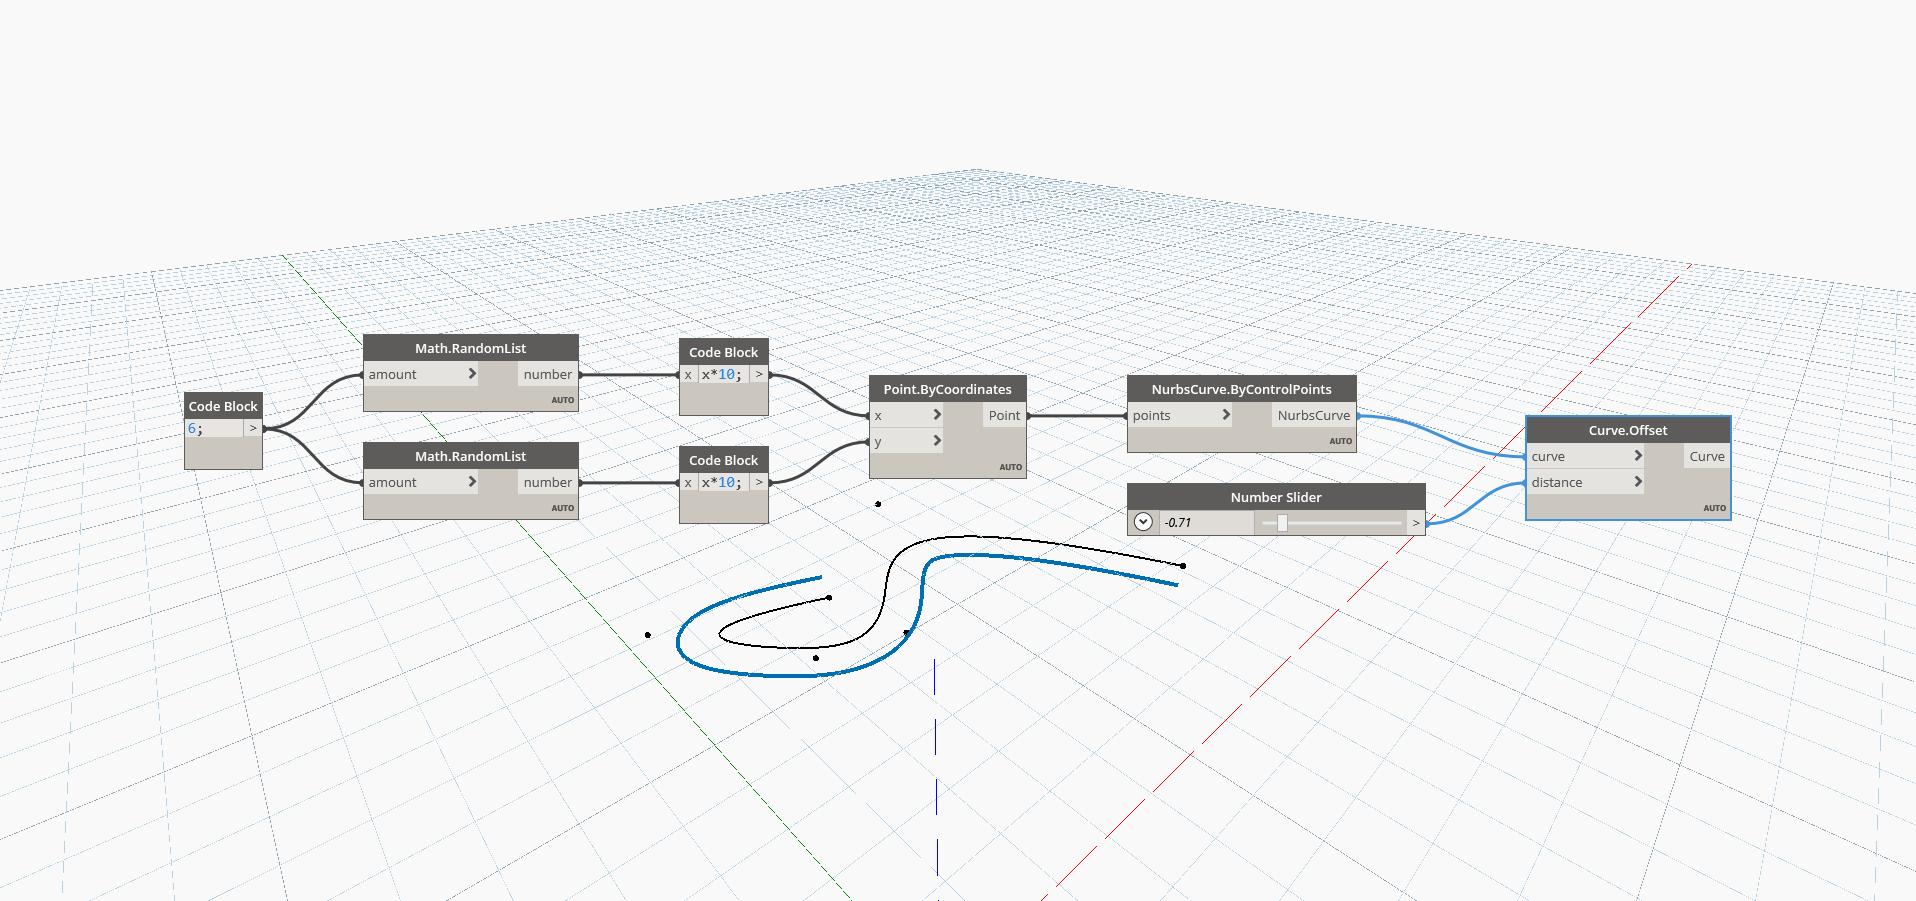 Code Block
6; >
Math.RandomList
amount > number
AUTO
Math.RandomList
amount > number
AUTO
Code Block
x x*10; >
Code Block
x x*10; >
Point.ByCoordinates
x > Point
y >
AUTO
NurbsCurve.ByControlPoints
points > NurbsCurve
AUTO
Number Slider
-0.71 >
Curve.Offset
curve > Curve
distance >
AUTO